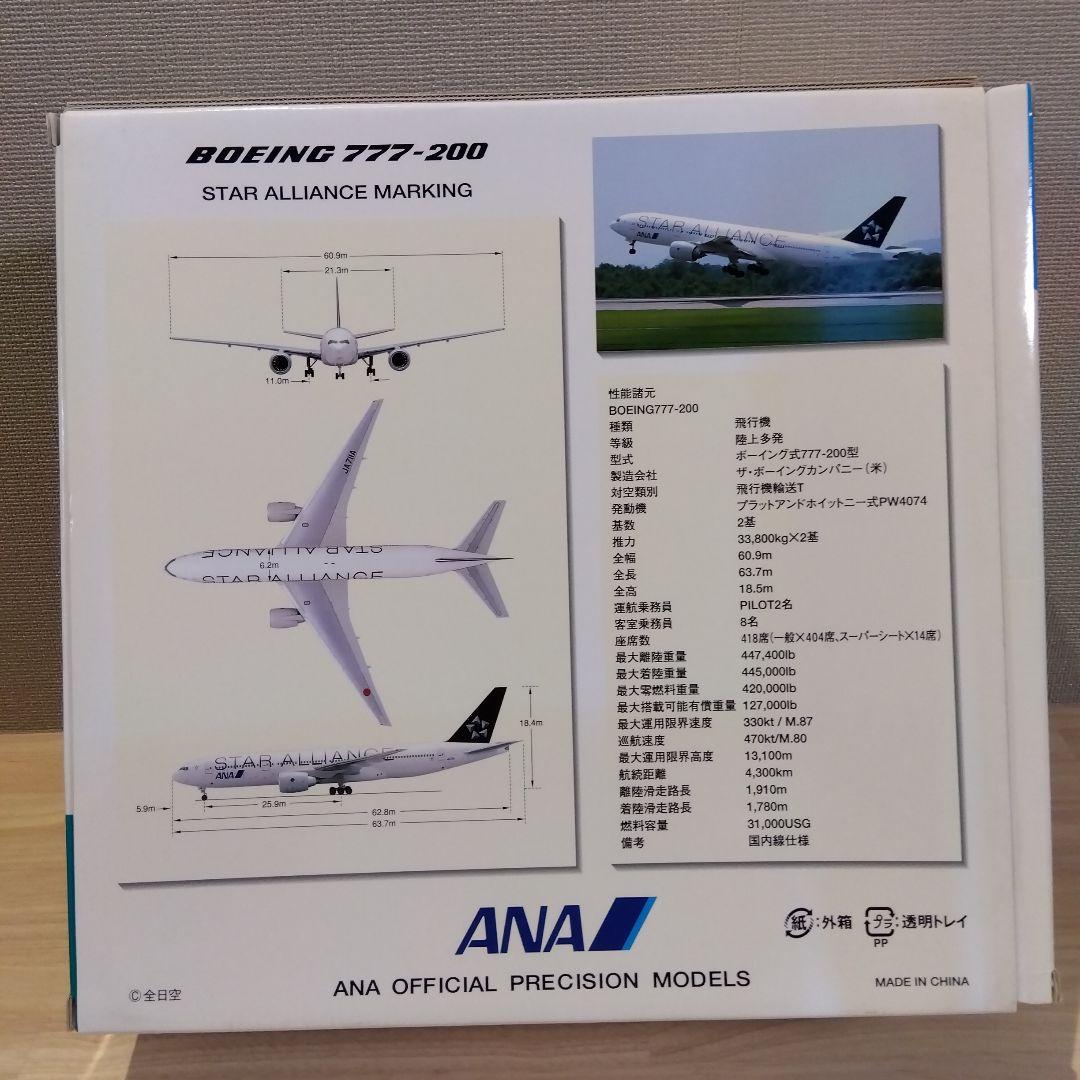 BOEING 777-200
STAR ALLIANCE MARKING
60.9m
21.3m
11.0m
JA711A
STAR ALLIANCE
6.2m
STAR ALLIANCE
STAR ALLIANCE
ANA
18.4m
5.9m
25.9m
62.8m
63.7m
STAR ALLIANCE
ANA
性能諸元
BOEING777-200
種類 飛行機
等級 陸上多発
型式 ボーイング式777-200型
製造会社 ザ・ボーイングカンパニー(米)
対空類別 飛行機輸送T
発動機 プラットアンドホイットニー式PW4074
基数 2基
推力 33,800kg×2基
全幅 60.9m
全長 63.7m
全高 18.5m
運航乗務員 PILOT2名
客室乗務員 8名
座席数 418席(一般×404席、スーパーシート×14席)
最大離陸重量 447,400lb
最大着陸重量 445,000lb
最大零燃料重量 420,000lb
最大搭載可能有償重量 127,000lb
最大運用限界速度 330kt / M.87
巡航速度 470kt/M.80
最大運用限界高度 13,100m
航続距離 4,300km
離陸滑走路長 1,910m
着陸滑走路長 1,780m
燃料容量 31,000USG
備考 国内線仕様
ANA
ANA OFFICIAL PRECISION MODELS
紙:外箱 プラ:透明トレイ
PP
©全日空
MADE IN CHINA